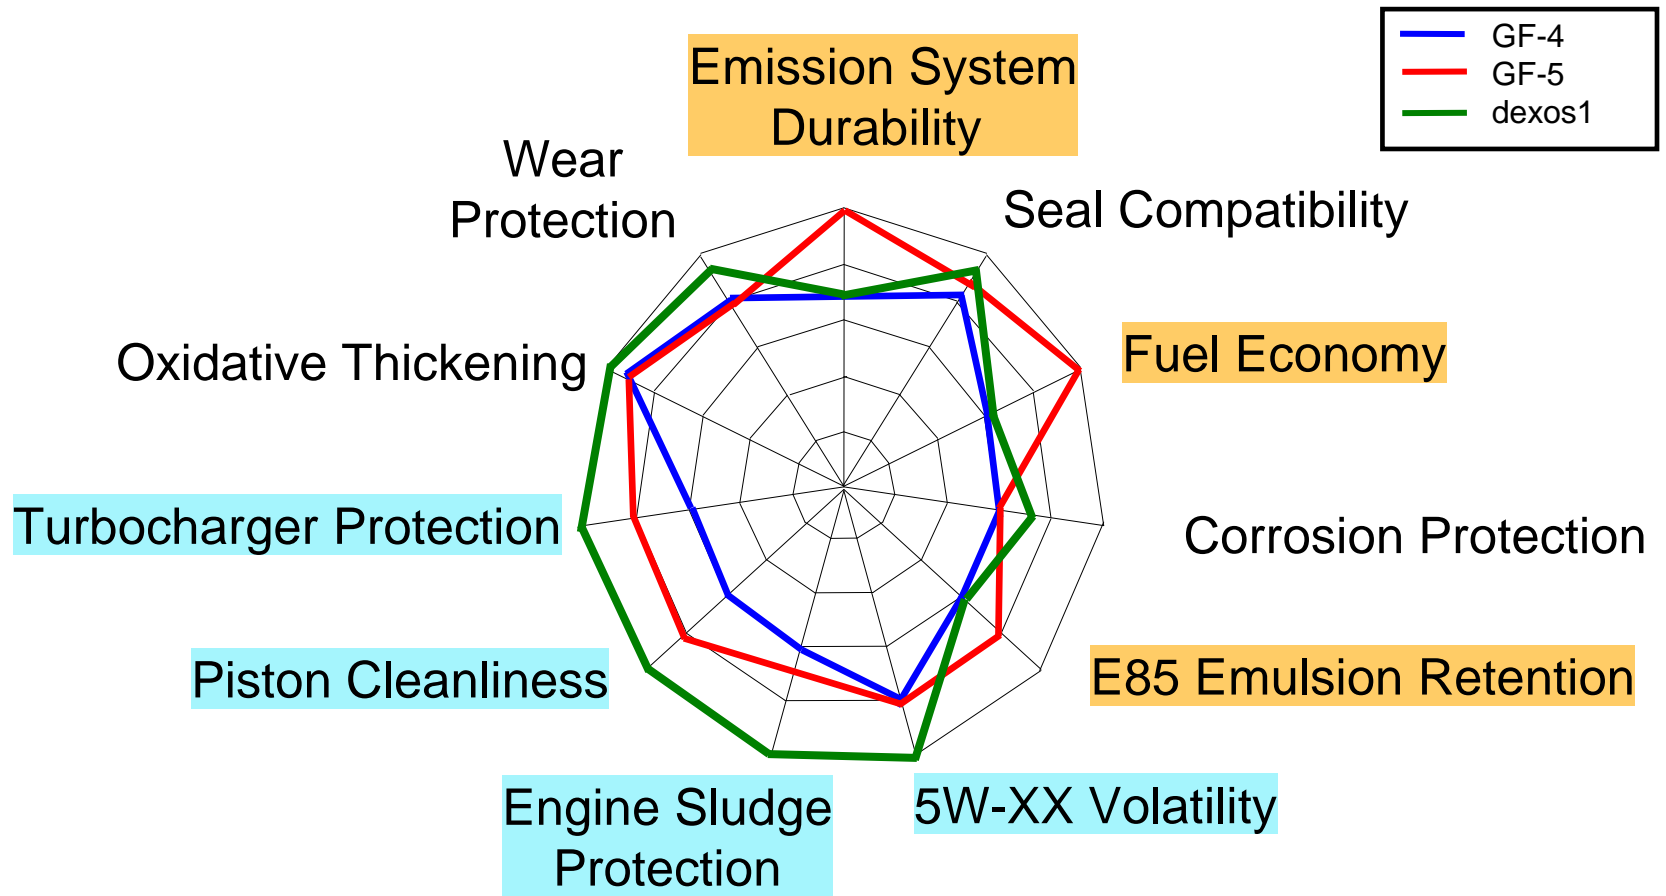 GF-4
GF-5
dexos1
Emission System
Durability
Wear
Protection
Seal Compatibility
Oxidative Thickening
Fuel Economy
Turbocharger Protection
Corrosion Protection
Piston Cleanliness
E85 Emulsion Retention
Engine Sludge
Protection
5W-XX Volatility